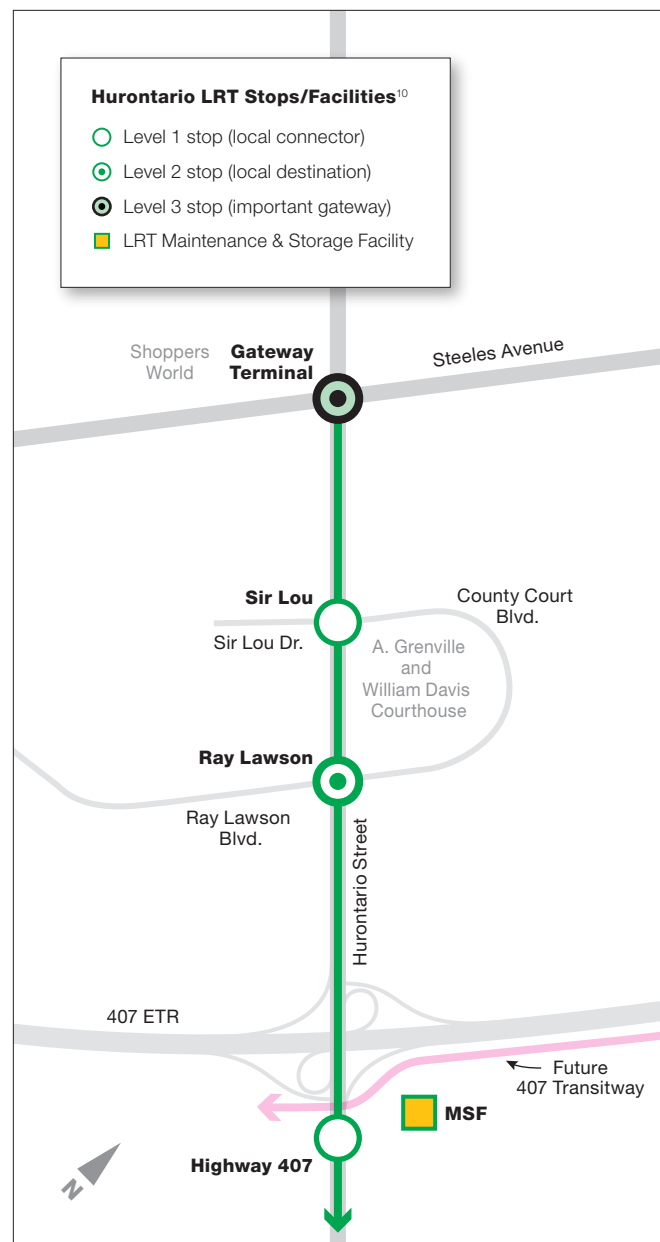 Hurontario LRT Stops/Facilities¹⁰
Level 1 stop (local connector)
Level 2 stop (local destination)
Level 3 stop (important gateway)
LRT Maintenance & Storage Facility
Shoppers
World
Gateway
Terminal
Steeles Avenue
Sir Lou
Sir Lou Dr.
County Court
Blvd.
A. Grenville
and
William Davis
Courthouse
Ray Lawson
Ray Lawson
Blvd.
Hurontario Street
407 ETR
Future
407 Transitway
MSF
Highway 407
N